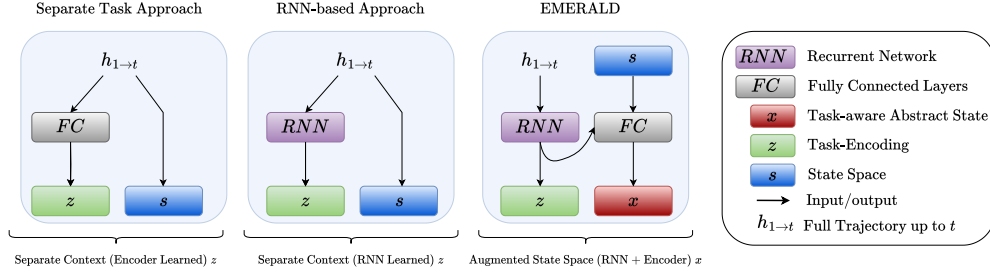 Separate Task Approach
h1→t
FC
z
s
Separate Context (Encoder Learned) z
RNN-based Approach
h1→t
RNN
z
s
Separate Context (RNN Learned) z
EMERALD
h1→t
s
RNN
FC
z
x
Augmented State Space (RNN + Encoder) x
RNN Recurrent Network
FC Fully Connected Layers
x Task-aware Abstract State
z Task-Encoding
s State Space
Input/output
h1→t Full Trajectory up to t